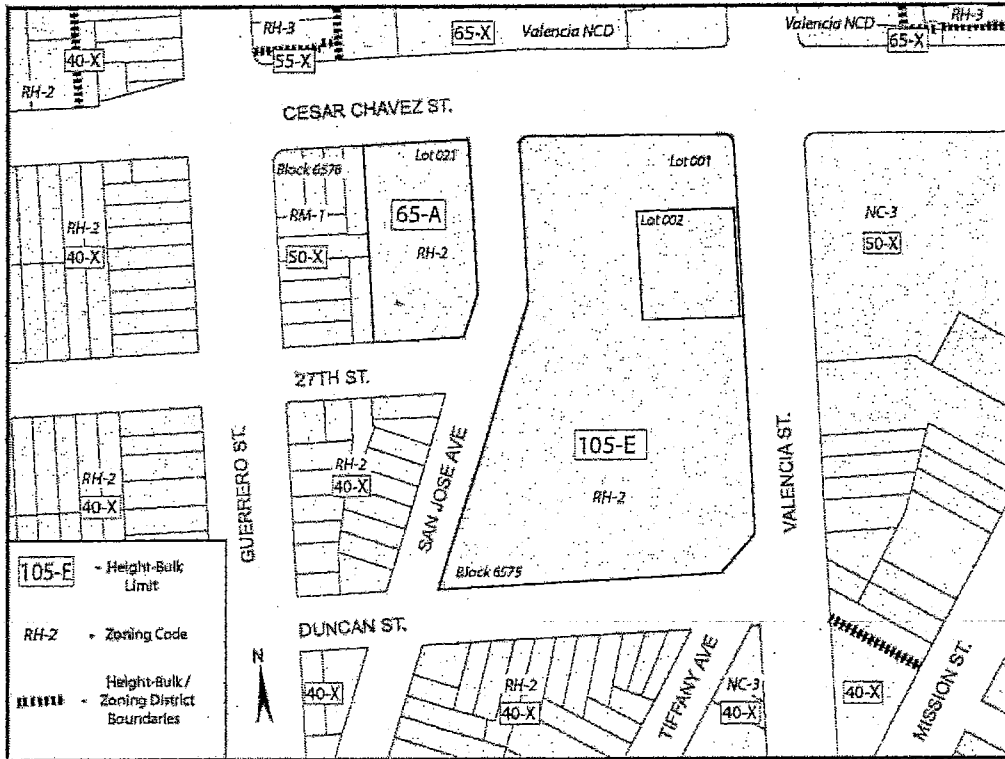 RH-3
65-X
Valencia NCD
Valencia NCD
RH-3
40-X
55-X
65-X
RH-2
CESAR CHAVEZ ST.
Block 6576
Lot 021
Lot 001
RH-2
40-X
RM-1
50-X
65-A
RH-2
Lot 002
NC-3
50-X
27TH ST.
GUERRERO ST.
RH-2
40-X
SAN JOSE AVE
105-E
RH-2
VALENCIA ST.
RH-2
40-X
Block 6575
105-E - Height-Bulk
Limit
RH-2 - Zoning Code
Height-Bulk /
Zoning District
Boundaries
N
DUNCAN ST.
40-X
RH-2
40-X
TIFFANY AVE
NC-3
40-X
40-X
MISSION ST.